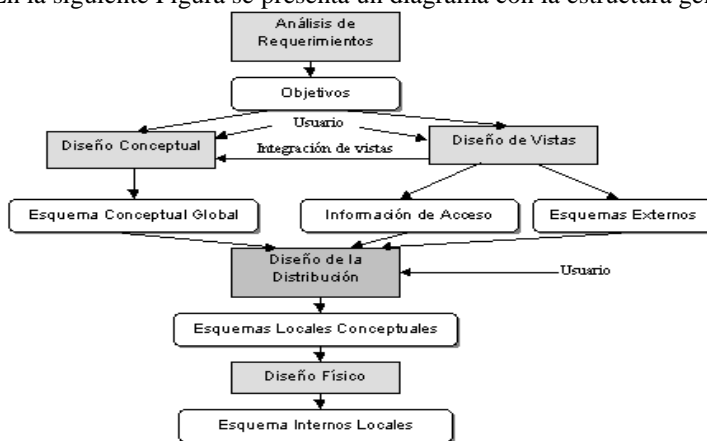 En la siguiente Figura se presenta un diagrama con la estructura
Análisis de
Requerimientos
Objetivos
Usuario
Diseño Conceptual
Diseño de Vistas
Integración de vistas
Esquema Conceptual Global
Información de Acceso
Esquemas Externos
Diseño de la
Distribución
Usuario
Esquemas Locales Conceptuales
Diseño Físico
Esquema Internos Locales